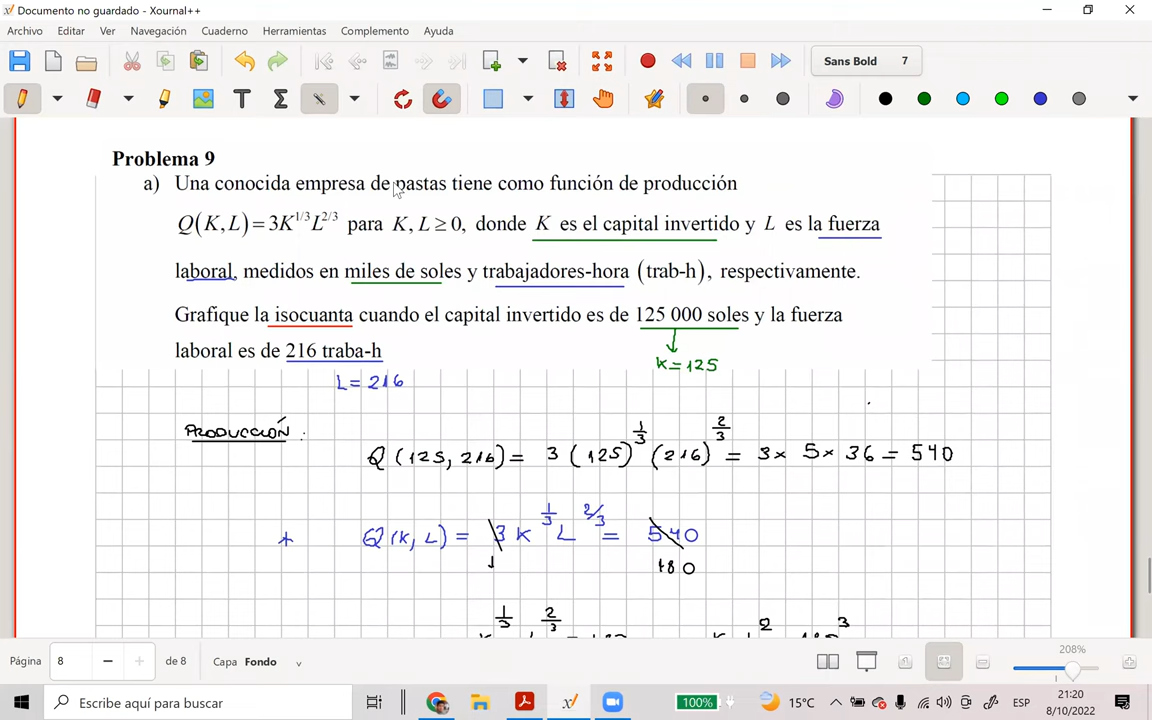 Documento no guardado - Xournal++
Archivo Editar Ver Navegación Cuaderno Herramientas Complemento Ayuda
Sans Bold 7
Problema 9
a) Una conocida empresa de pastas tiene como función de producción
Q(K,L)=3K^{1/3}L^{2/3} para K, L ≥ 0, donde K es el capital invertido y L es la fuerza
laboral, medidos en miles de soles y trabajadores-hora (trab-h), respectivamente.
Grafique la isocuanta cuando el capital invertido es de 125 000 soles y la fuerza
laboral es de 216 traba-h
K=125
L=216
PRODUCCIÓN:
Q(125, 216) = 3 (125)^{1/3} (216)^{2/3} = 3 × 5 × 36 = 540
* Q(K, L) = 3 K^{1/3} L^{2/3} = 540
1 180
Página 8 de 8 Capa Fondo 208%
Escribe aquí para buscar 100% 15°C ESP 21:20
8/10/2022